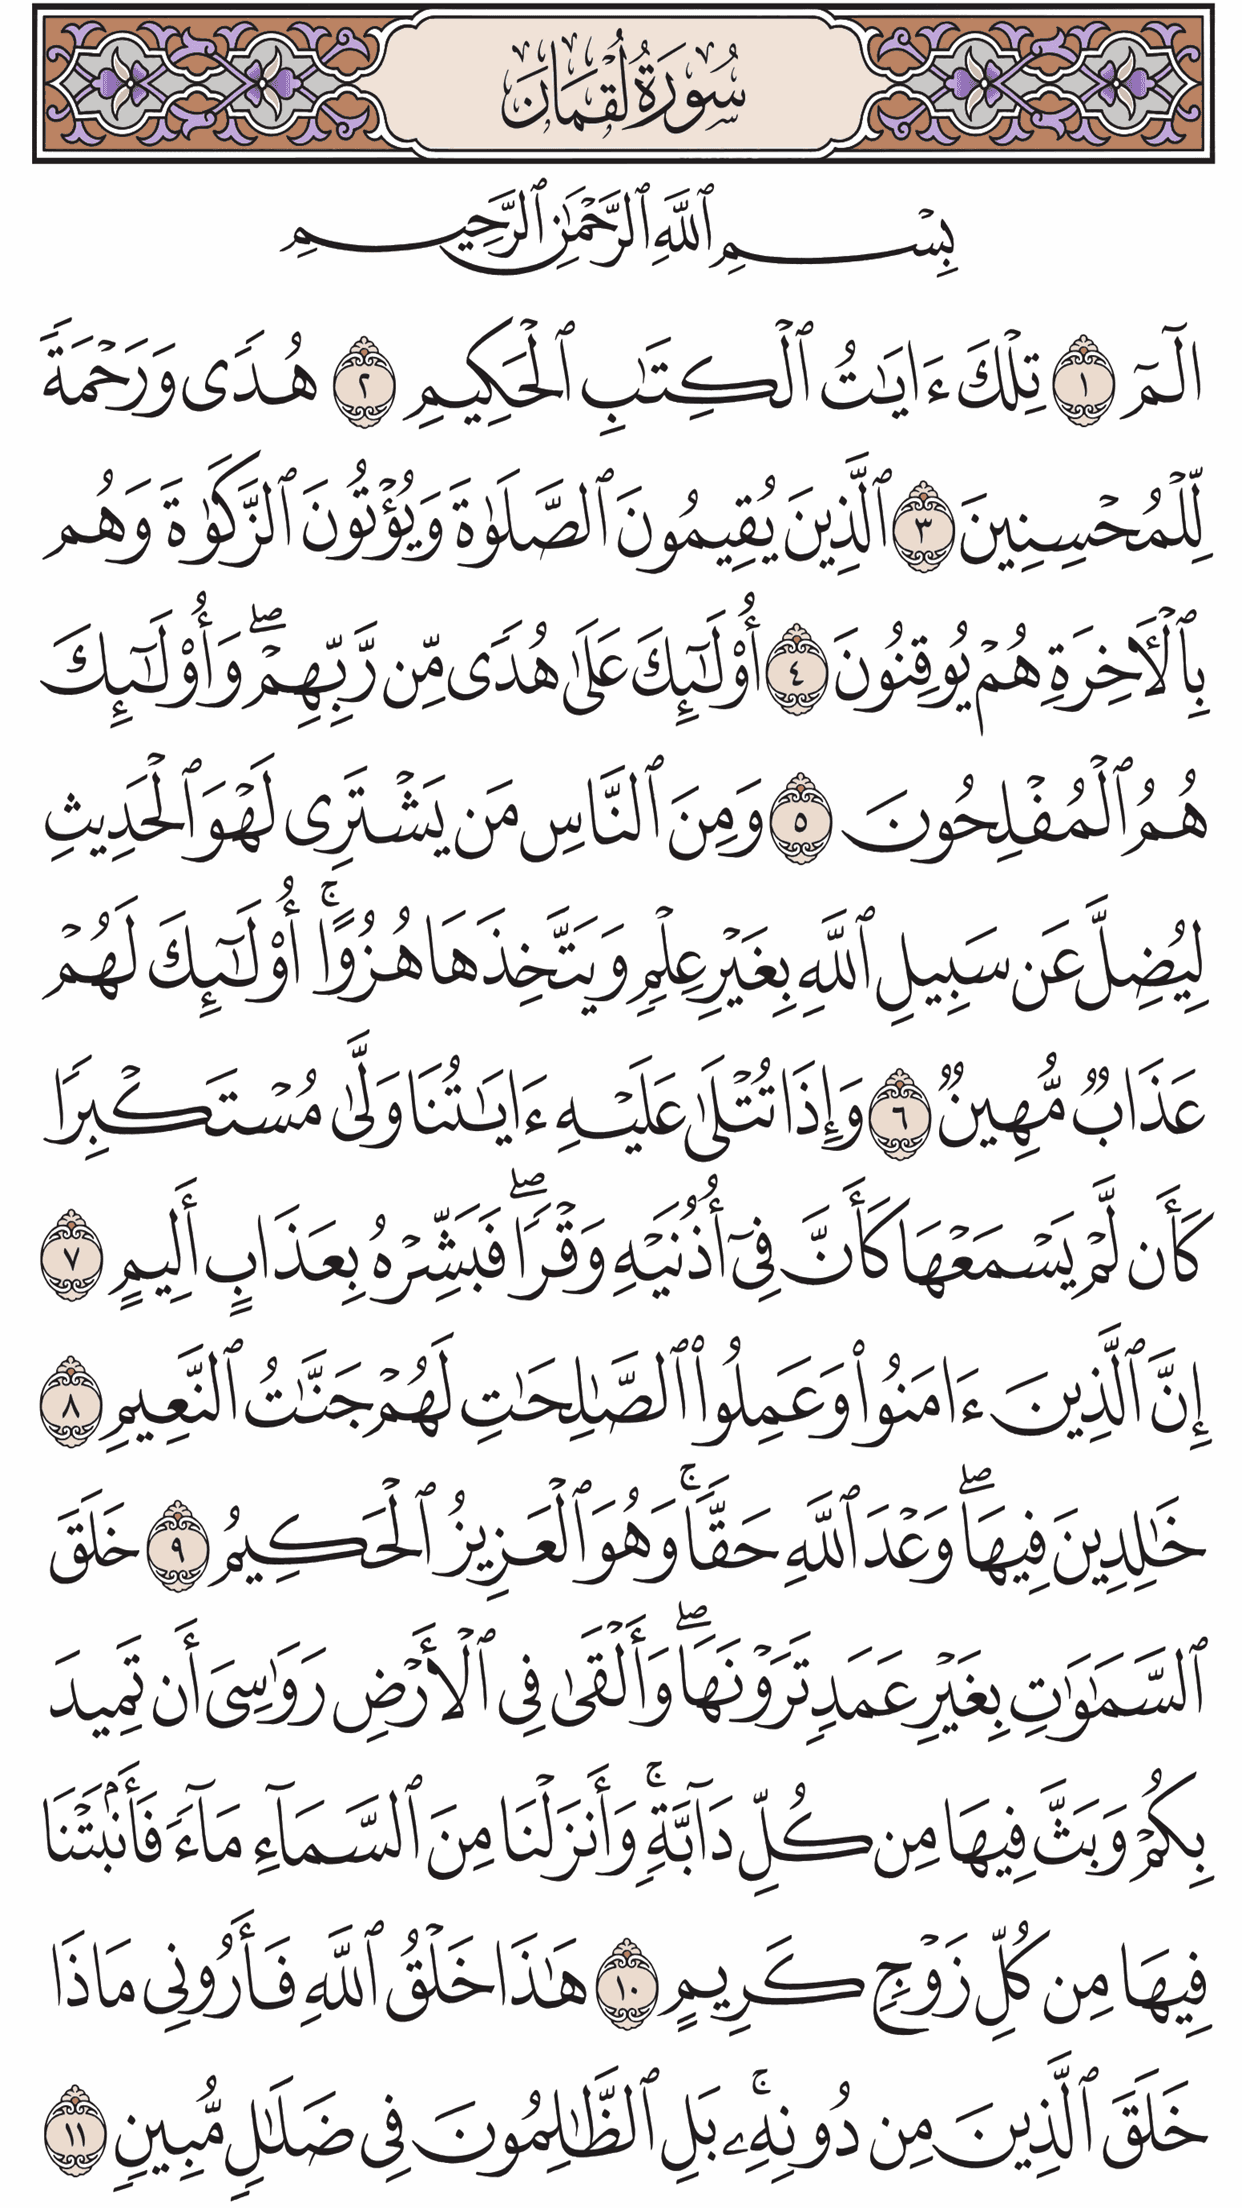 سُورَةُ لُقْمَانَ
بِسْمِ ٱللَّهِ ٱلرَّحْمَٰنِ ٱلرَّحِيمِ
الٓمٓ ١ تِلْكَ ءَايَٰتُ ٱلْكِتَٰبِ ٱلْحَكِيمِ ٢ هُدًى وَرَحْمَةً
لِّلْمُحْسِنِينَ ٣ ٱلَّذِينَ يُقِيمُونَ ٱلصَّلَوٰةَ وَيُؤْتُونَ ٱلزَّكَوٰةَ وَهُم
بِٱلْءَاخِرَةِ هُمْ يُوقِنُونَ ٤ أُو۟لَٰٓئِكَ عَلَىٰ هُدًى مِّن رَّبِّهِمْ ۖ وَأُو۟لَٰٓئِكَ
هُمُ ٱلْمُفْلِحُونَ ٥ وَمِنَ ٱلنَّاسِ مَن يَشْتَرِى لَهْوَ ٱلْحَدِيثِ
لِيُضِلَّ عَن سَبِيلِ ٱللَّهِ بِغَيْرِ عِلْمٍ وَيَتَّخِذَهَا هُزُوًا ۚ أُو۟لَٰٓئِكَ لَهُمْ
عَذَابٌ مُّهِينٌ ٦ وَإِذَا تُتْلَىٰ عَلَيْهِ ءَايَٰتُنَا وَلَّىٰ مُسْتَكْبِرًا
كَأَن لَّمْ يَسْمَعْهَا كَأَنَّ فِىٓ أُذُنَيْهِ وَقْرًا ۖ فَبَشِّرْهُ بِعَذَابٍ أَلِيمٍ ٧
إِنَّ ٱلَّذِينَ ءَامَنُوا۟ وَعَمِلُوا۟ ٱلصَّٰلِحَٰتِ لَهُمْ جَنَّٰتُ ٱلنَّعِيمِ ٨
خَٰلِدِينَ فِيهَا ۖ وَعْدَ ٱللَّهِ حَقًّا ۚ وَهُوَ ٱلْعَزِيزُ ٱلْحَكِيمُ ٩ خَلَقَ
ٱلسَّمَٰوَٰتِ بِغَيْرِ عَمَدٍ تَرَوْنَهَا ۖ وَأَلْقَىٰ فِى ٱلْأَرْضِ رَوَٰسِىَ أَن تَمِيدَ
بِكُمْ وَبَثَّ فِيهَا مِن كُلِّ دَآبَّةٍ ۚ وَأَنزَلْنَا مِنَ ٱلسَّمَآءِ مَآءً فَأَنۢبَتْنَا
فِيهَا مِن كُلِّ زَوْجٍ كَرِيمٍ ١٠ هَٰذَا خَلْقُ ٱللَّهِ فَأَرُونِى مَاذَا
خَلَقَ ٱلَّذِينَ مِن دُونِهِۦ ۚ بَلِ ٱلظَّٰلِمُونَ فِى ضَلَٰلٍ مُّبِينٍ ١١